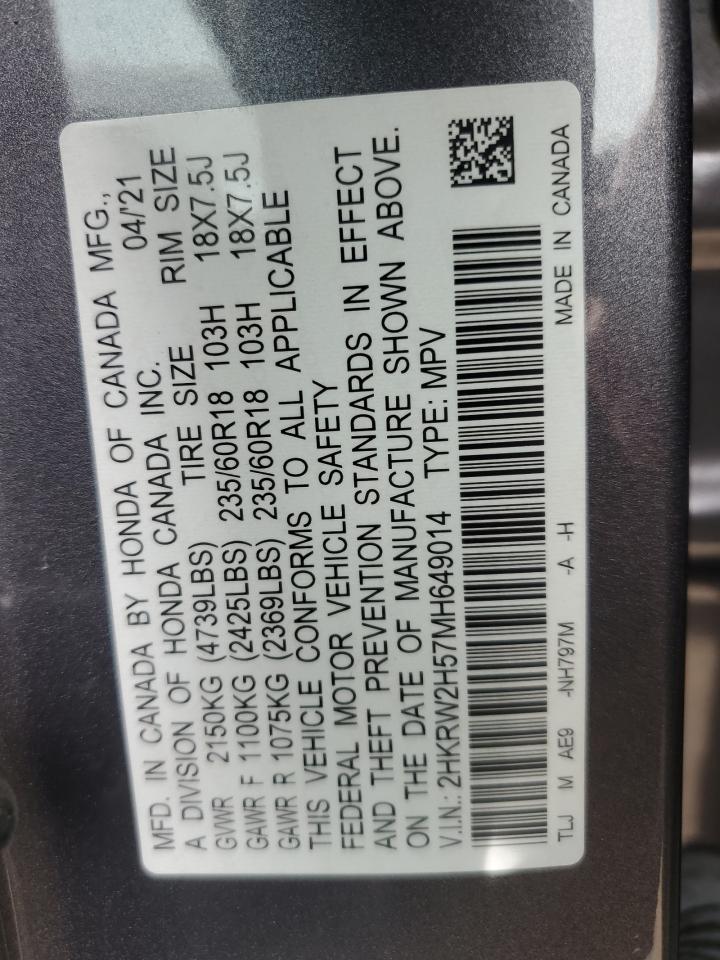 MFD. IN CANADA BY HONDA OF CANADA MFG.,
A DIVISION OF HONDA CANADA INC. 04/'21
TIRE SIZE RIM SIZE
GVWR 2150KG (4739LBS)
GAWR F 1100KG (2425LBS) 235/60R18 103H 18X7.5J
GAWR R 1075KG (2369LBS) 235/60R18 103H 18X7.5J
THIS VEHICLE CONFORMS TO ALL APPLICABLE
FEDERAL MOTOR VEHICLE SAFETY
AND THEFT PREVENTION STANDARDS IN EFFECT
ON THE DATE OF MANUFACTURE SHOWN ABOVE.
V.I.N.: 2HKRW2H57MH649014 TYPE: MPV
TLJ M AE9 -NH797M -A -H MADE IN CANADA